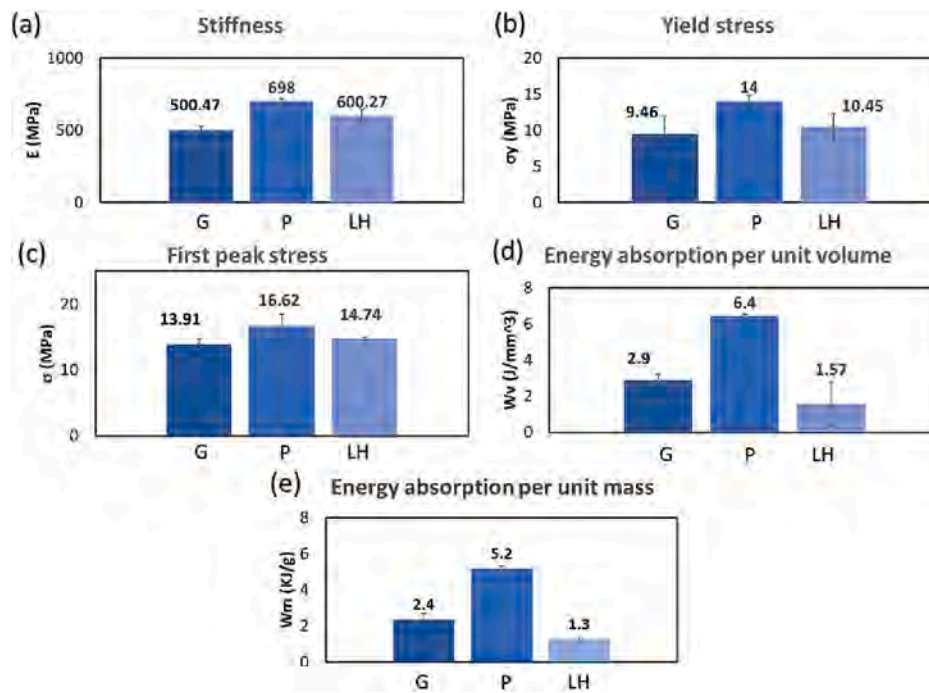 (a)
Stiffness
1000
500
0
E (MPa)
500.47
698
600.27
G P LH
(b)
Yield stress
20
15
10
5
0
σy (MPa)
9.46
14
10.45
G P LH
(c)
First peak stress
20
10
0
σ (MPa)
13.91
16.62
14.74
G P LH
(d)
Energy absorption per unit volume
8
6
4
2
0
Wv (J/mm^3)
2.9
6.4
1.57
G P LH
(e)
Energy absorption per unit mass
8
6
4
2
0
Wm (KJ/g)
2.4
5.2
1.3
G P LH